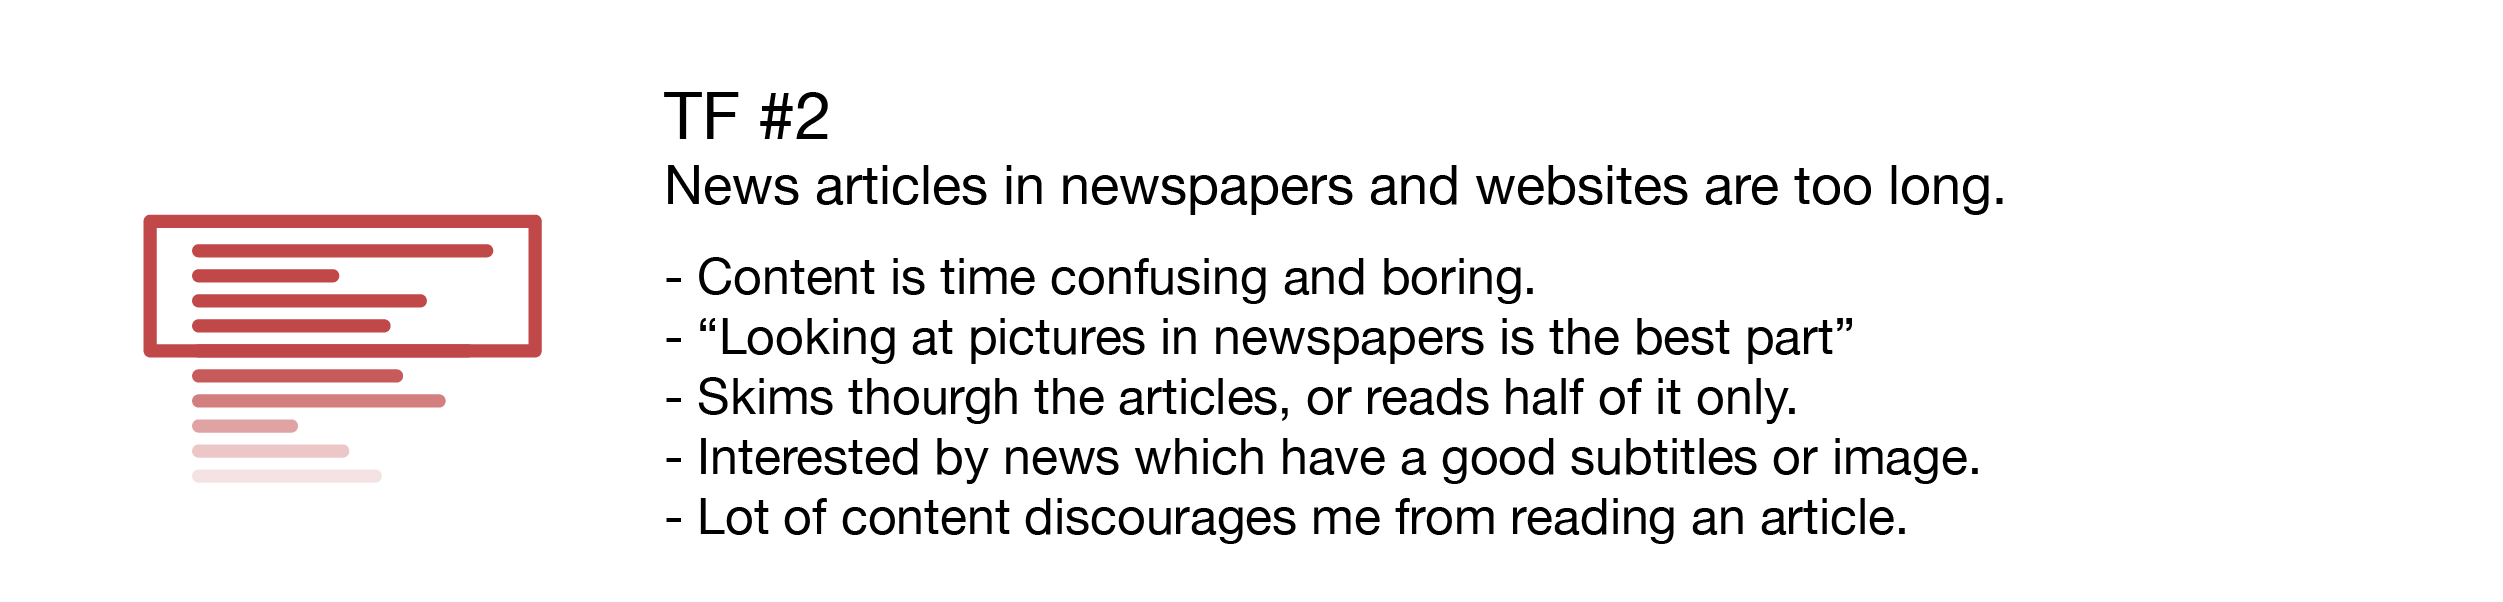 TF #2
News articles in newspapers and websites are too long.
- Content is time confusing and boring.
- “Looking at pictures in newspapers is the best part”
- Skims thourgh the articles, or reads half of it only.
- Interested by news which have a good subtitles or image.
- Lot of content discourages me from reading an article.